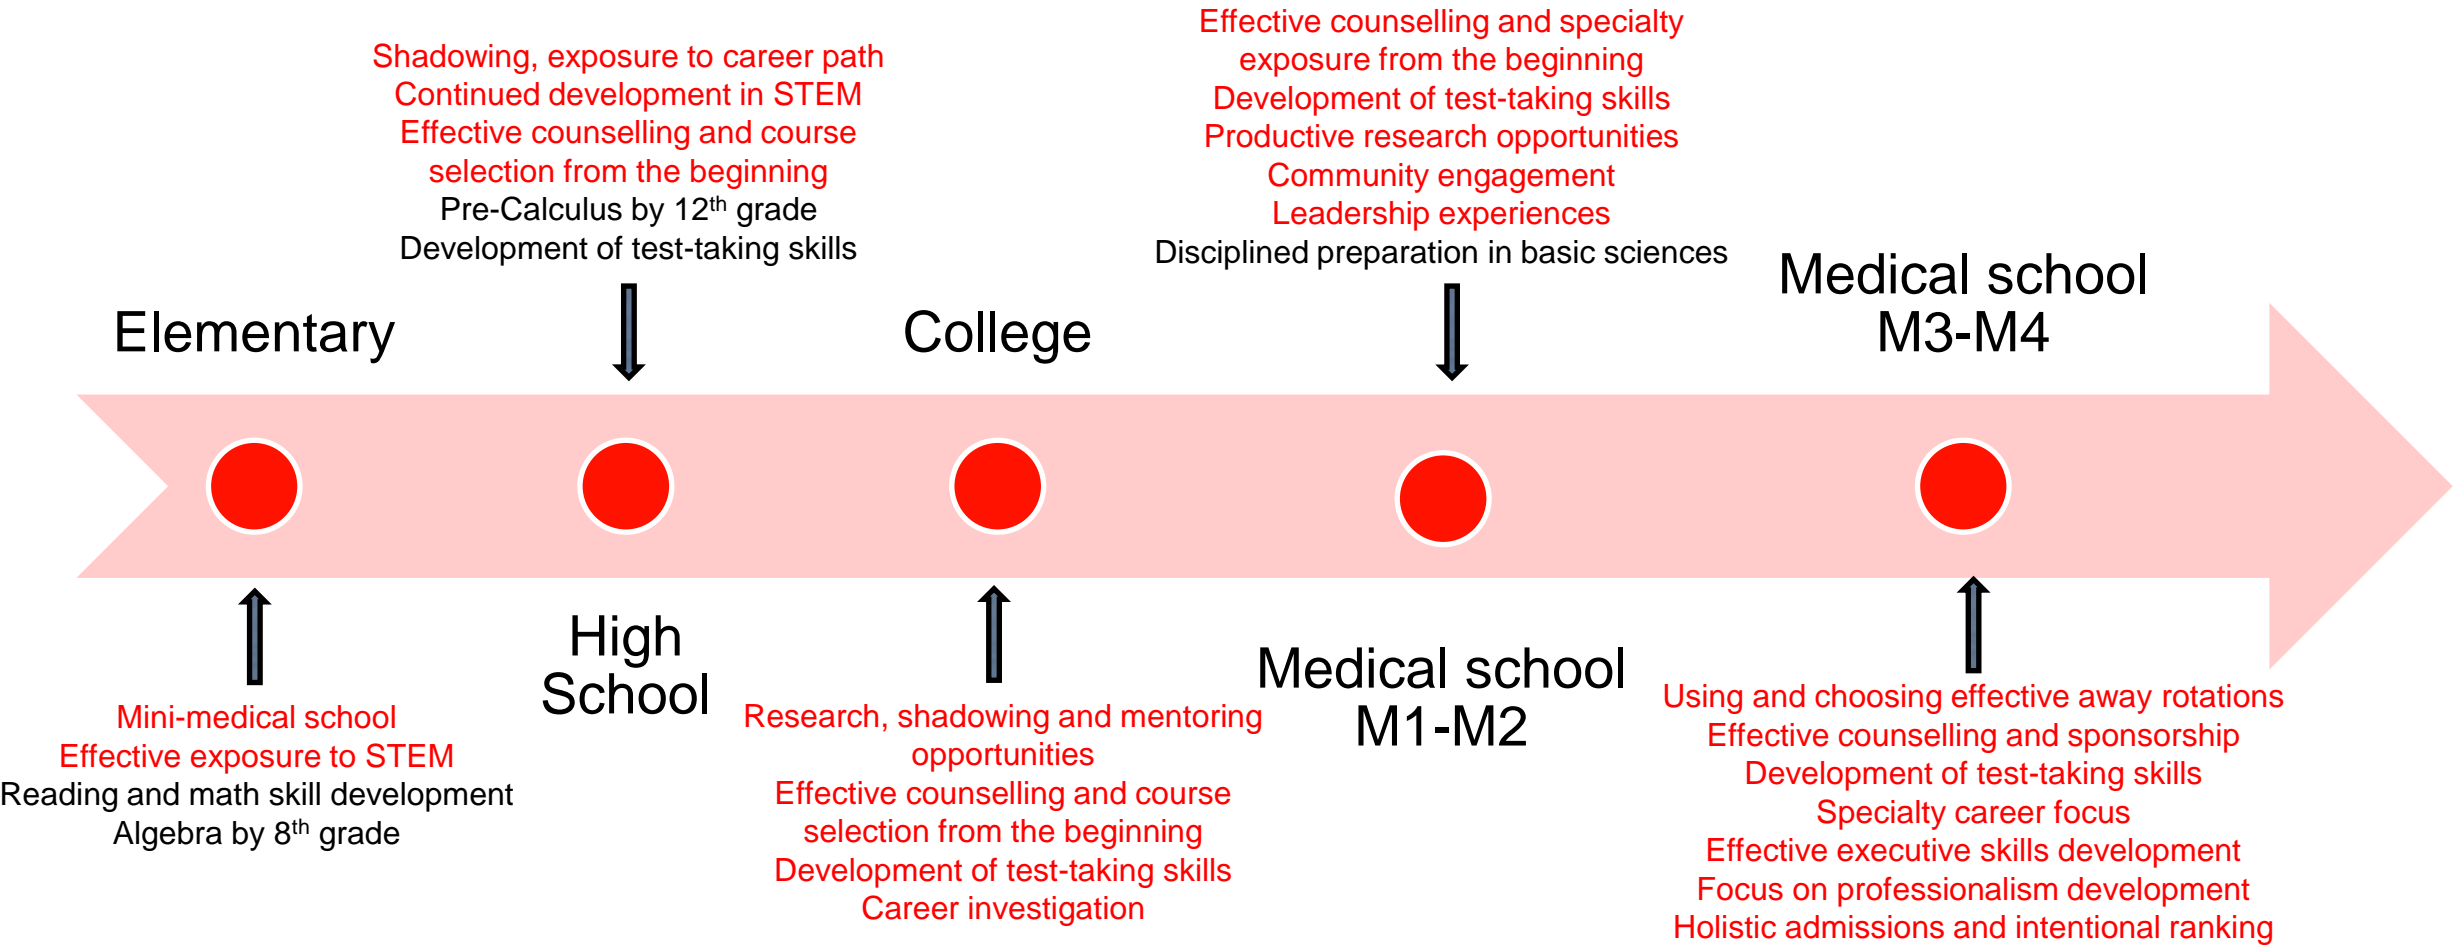 Elementary
Mini-medical school
Effective exposure to STEM
Reading and math skill development
Algebra by 8th grade
Shadowing, exposure to career path
Continued development in STEM
Effective counselling and course
selection from the beginning
Pre-Calculus by 12th grade
Development of test-taking skills
High
School
College
Research, shadowing and mentoring
opportunities
Effective counselling and course
selection from the beginning
Development of test-taking skills
Career investigation
Effective counselling and specialty
exposure from the beginning
Development of test-taking skills
Productive research opportunities
Community engagement
Leadership experiences
Disciplined preparation in basic sciences
Medical school
M1-M2
Medical school
M3-M4
Using and choosing effective away rotations
Effective counselling and sponsorship
Development of test-taking skills
Specialty career focus
Effective executive skills development
Focus on professionalism development
Holistic admissions and intentional ranking